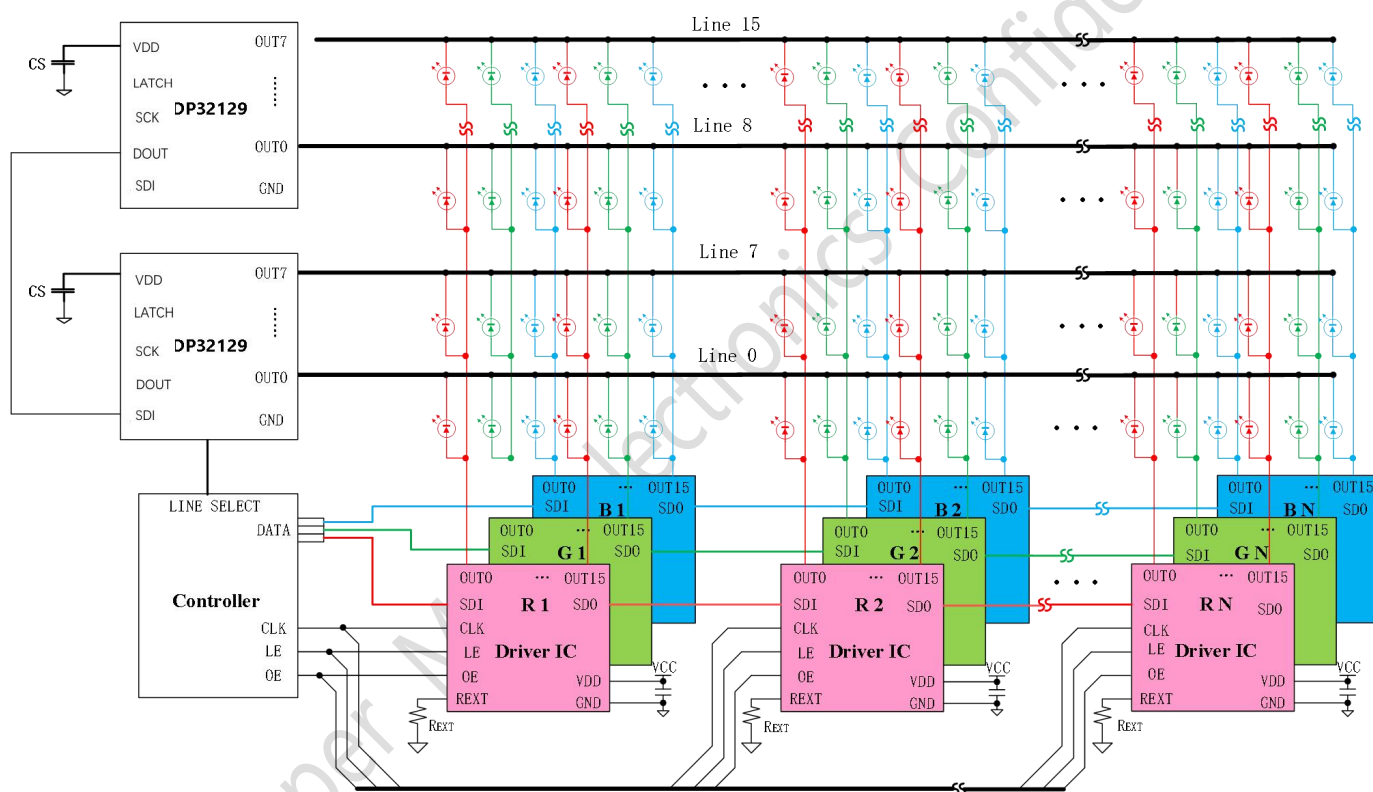 Line 15
VDD
OUT7
CS
LATCH
SCK
DP32129
DOUT
OUT0
SDI
GND
Line 8
Line 7
VDD
OUT7
CS
LATCH
SCK
DP32129
DOUT
OUT0
SDI
GND
Line 0
LINE SELECT
DATA
Controller
CLK
LE
OE
OUT0 ... OUT15
SDI B 1 SDO
OUT0 ... OUT15
SDI G 1 SDO
OUT0 ... OUT15
SDI R 1 SDO
CLK
LE Driver IC
OE
REXT
VDD
GND
VCC
REXT
OUT0 ... OUT15
SDI B 2 SDO
OUT0 ... OUT15
SDI G 2 SDO
OUT0 ... OUT15
SDI R 2 SDO
CLK
LE Driver IC
OE
REXT
VDD
GND
VCC
REXT
OUT0 ... OUT15
SDI B N SDO
OUT0 ... OUT15
SDI G N SDO
OUT0 ... OUT15
SDI R N SDO
CLK
LE Driver IC
OE
REXT
VDD
GND
VCC
REXT